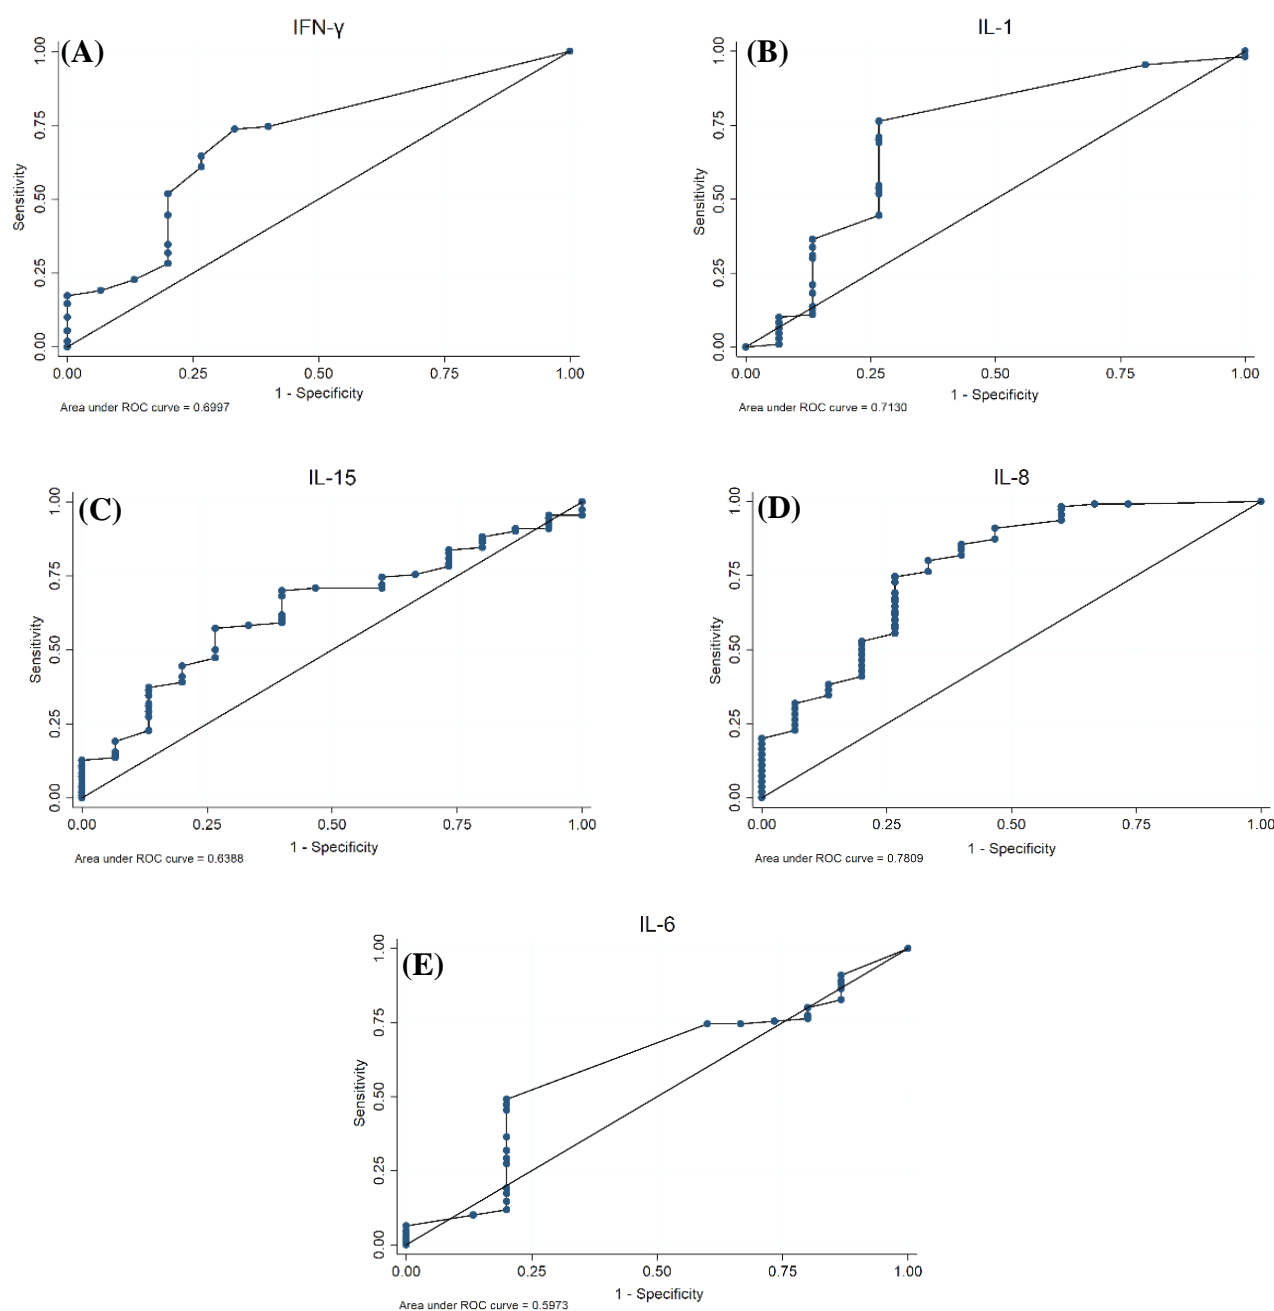 IFN-γ
(A)
1.00
0.75
0.50
0.25
0.00
Sensitivity
0.00 0.25 0.50 0.75 1.00
1 - Specificity
Area under ROC curve = 0.6997
IL-1
(B)
1.00
0.75
0.50
0.25
0.00
Sensitivity
0.00 0.25 0.50 0.75 1.00
1 - Specificity
Area under ROC curve = 0.7130
IL-15
(C)
1.00
0.75
0.50
0.25
0.00
Sensitivity
0.00 0.25 0.50 0.75 1.00
1 - Specificity
Area under ROC curve = 0.6388
IL-8
(D)
1.00
0.75
0.50
0.25
0.00
Sensitivity
0.00 0.25 0.50 0.75 1.00
1 - Specificity
Area under ROC curve = 0.7809
IL-6
(E)
1.00
0.75
0.50
0.25
0.00
Sensitivity
0.00 0.25 0.50 0.75 1.00
1 - Specificity
Area under ROC curve = 0.5973